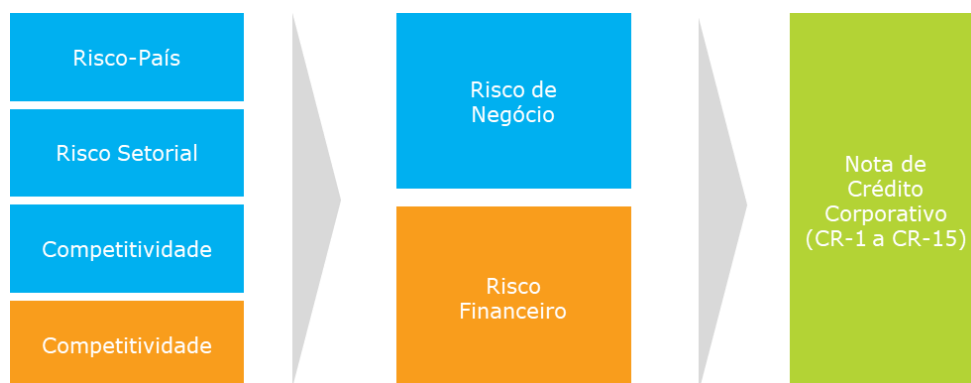 Risco-País
Risco Setorial
Competitividade
Competitividade
Risco de
Negócio
Risco
Financeiro
Nota de
Crédito
Corporativo
(CR-1 a CR-15)